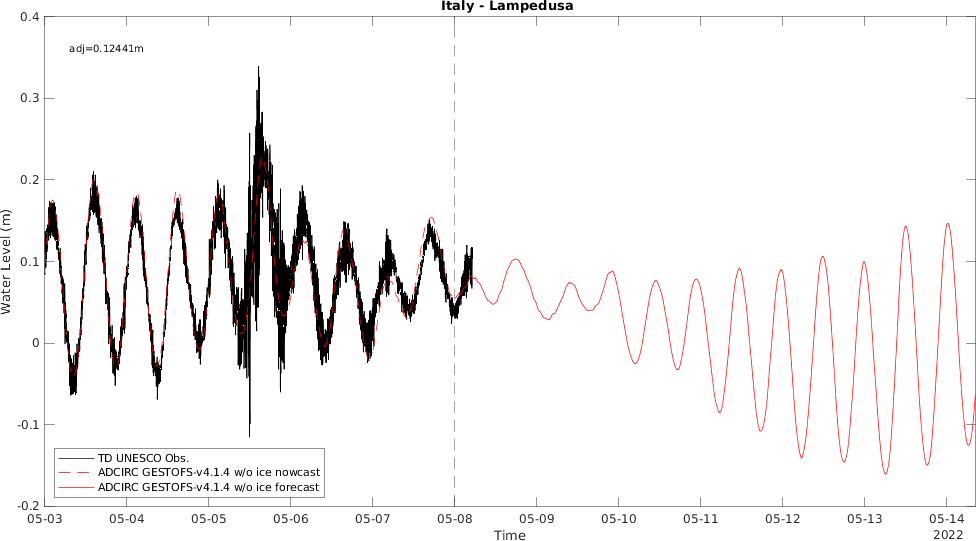 Italy - Lampedusa
adj=0.12441m
0.4
0.3
0.2
0.1
0
-0.1
-0.2
Water Level (m)
TD UNESCO Obs.
ADCIRC GESTOFS-v4.1.4 w/o ice nowcast
ADCIRC GESTOFS-v4.1.4 w/o ice forecast
05-03 05-04 05-05 05-06 05-07 05-08 05-09 05-10 05-11 05-12 05-13 05-14
2022
Time